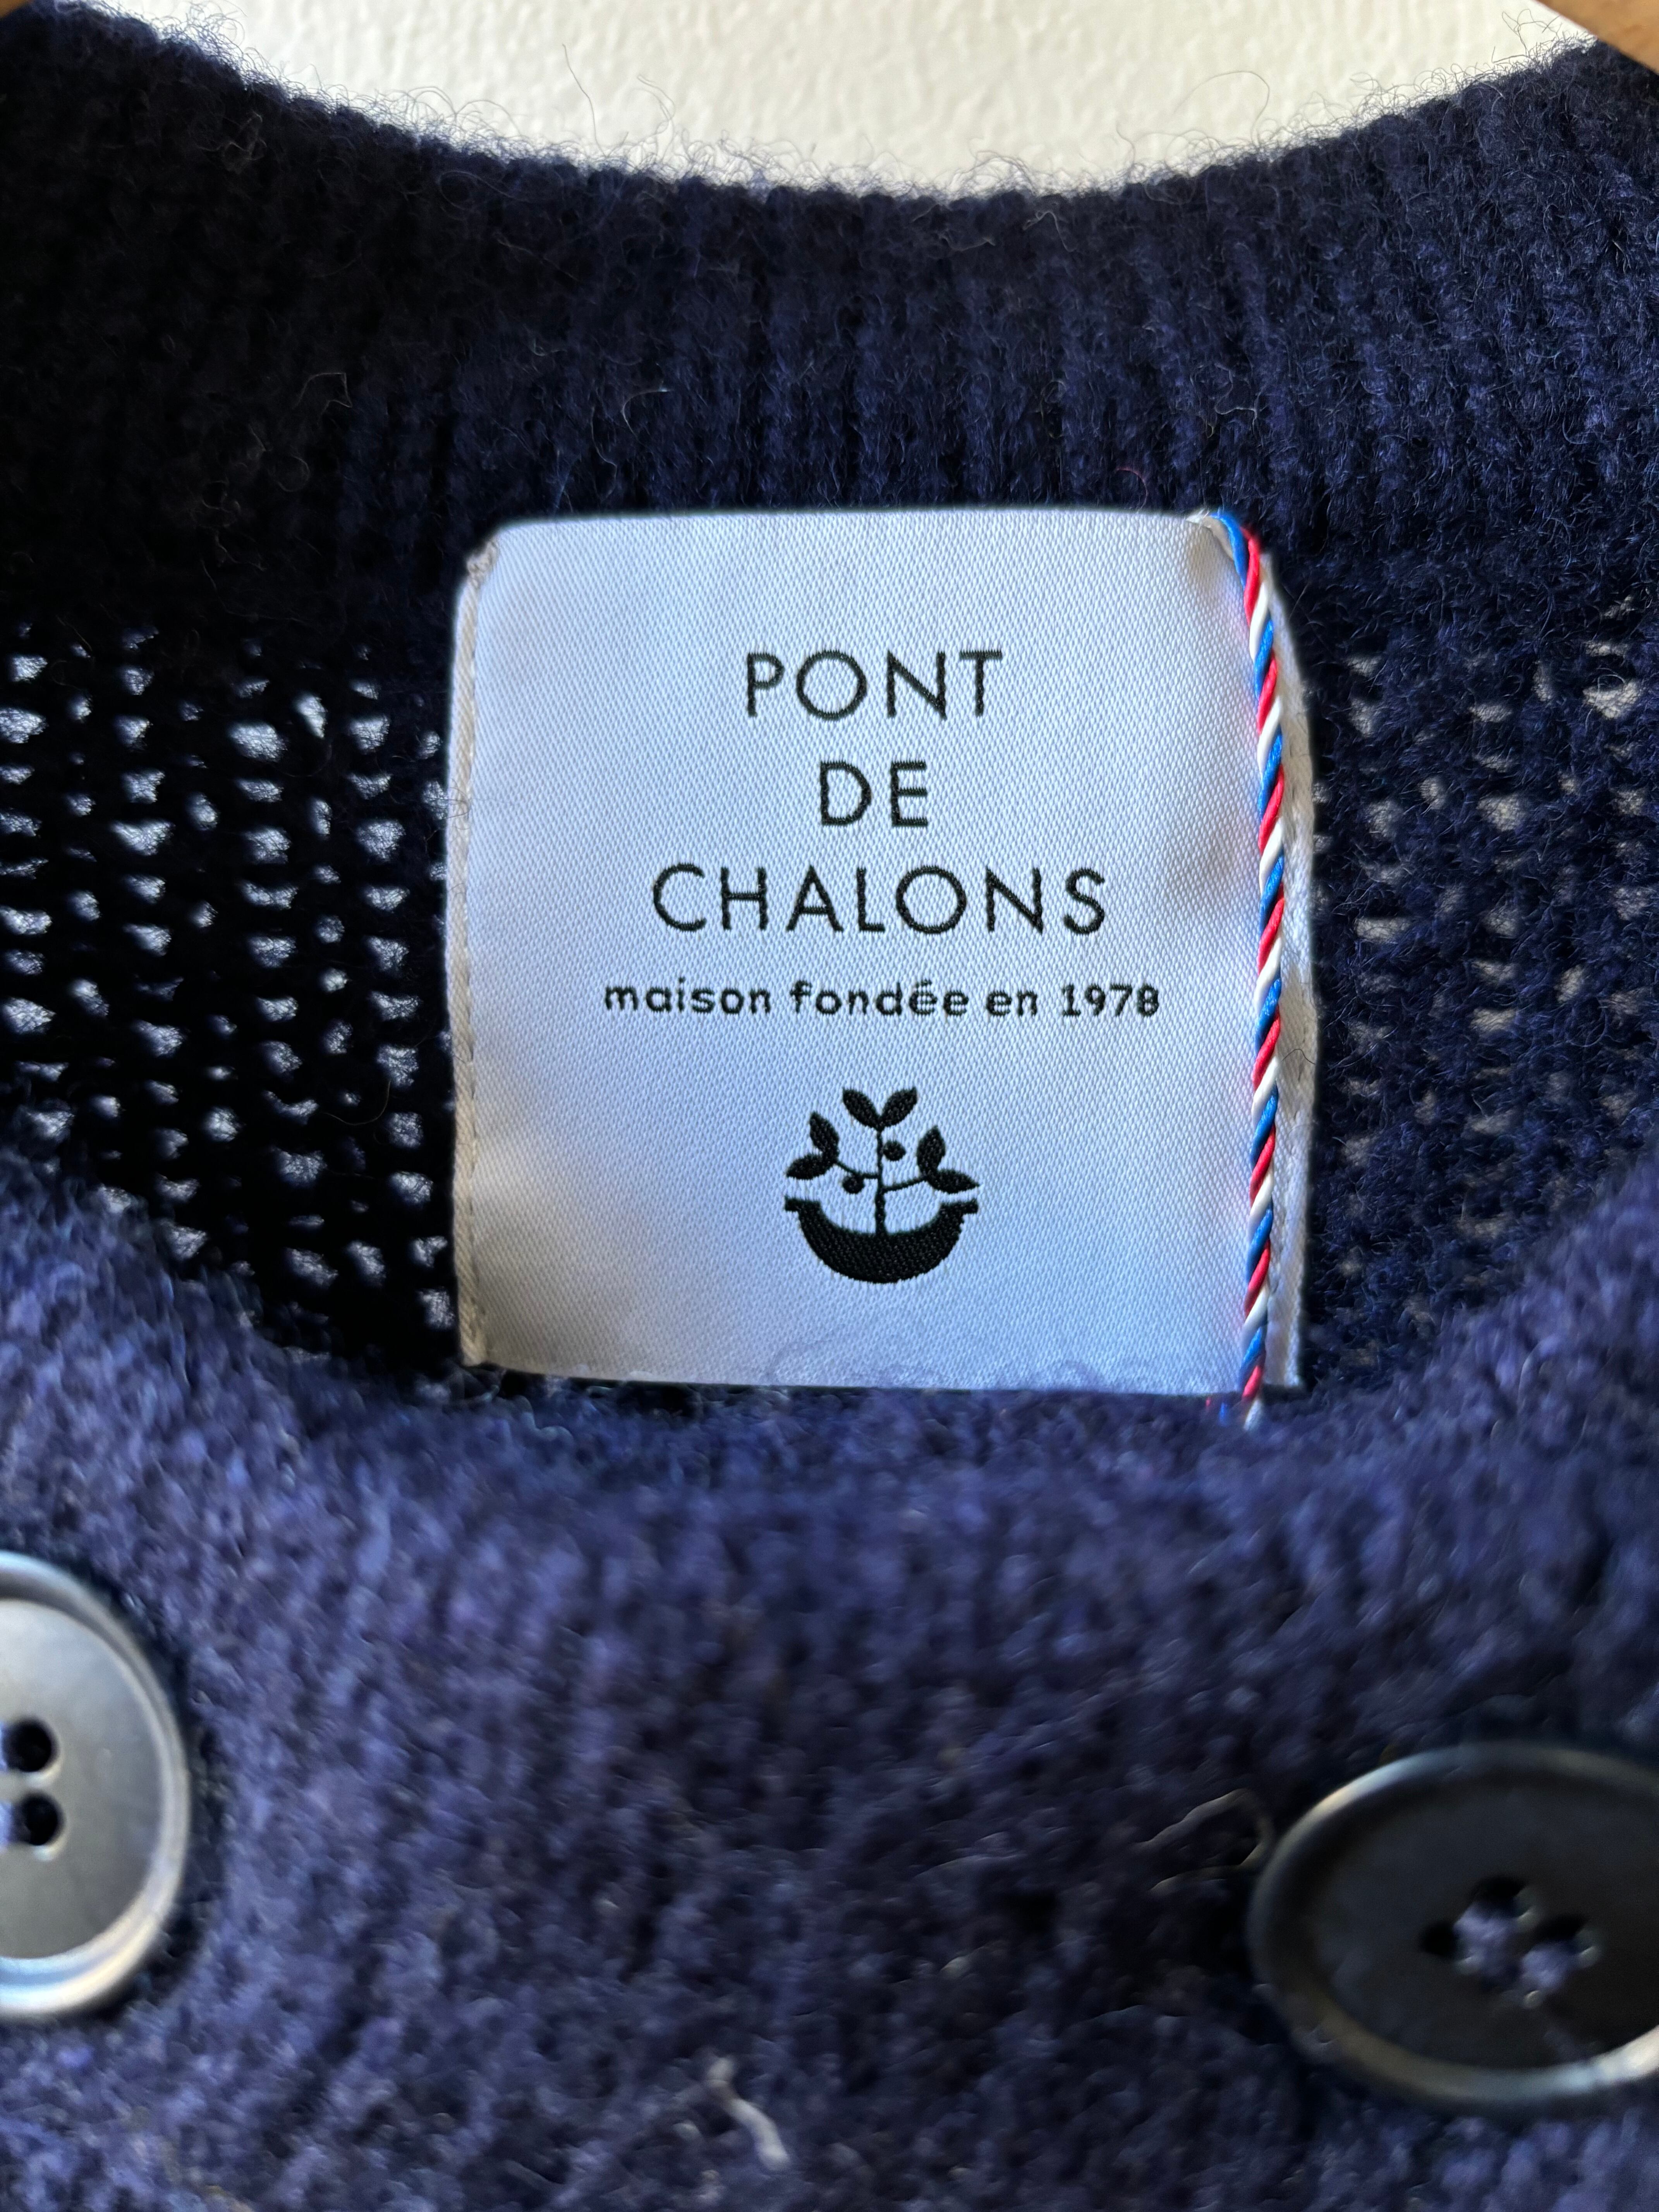 PONT
DE
CHALONS
maison fondée en 1978